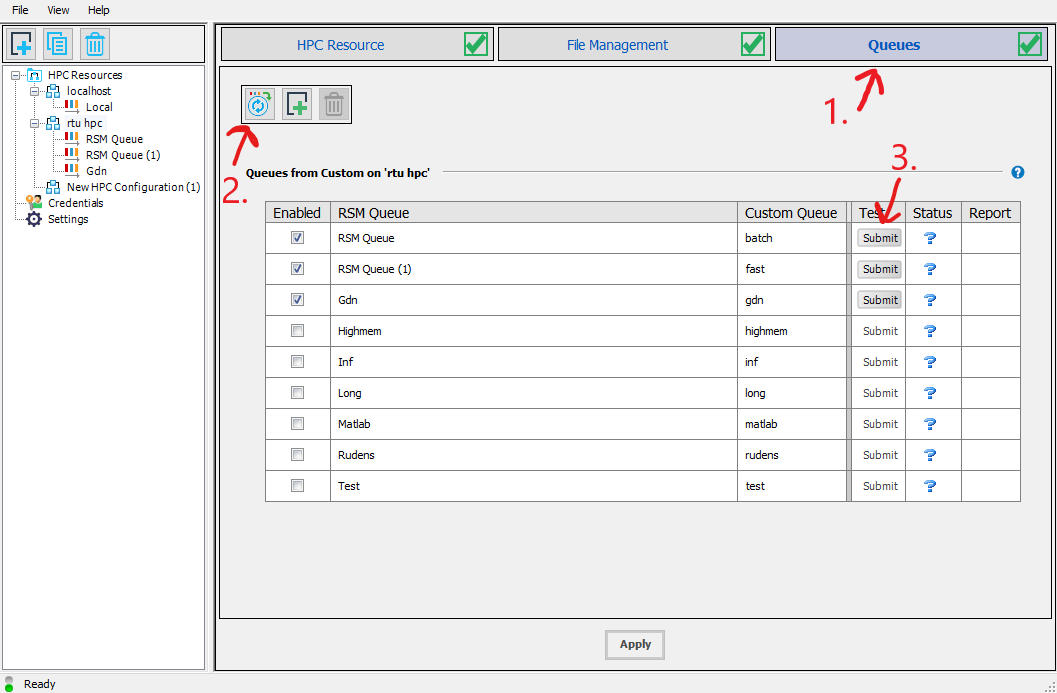 File View Help
HPC Resource File Management Queues
1.
HPC Resources
localhost
Local
rtu hpc
RSM Queue
RSM Queue (1)
Gdn
New HPC Configuration (1)
Credentials
Settings
2.
3.
Queues from Custom on 'rtu hpc'
Enabled RSM Queue Custom Queue Test Status Report
RSM Queue batch Submit
RSM Queue (1) fast Submit
Gdn gdn Submit
Highmem highmem Submit
Inf inf Submit
Long long Submit
Matlab matlab Submit
Rudens rudens Submit
Test test Submit
Apply
Ready